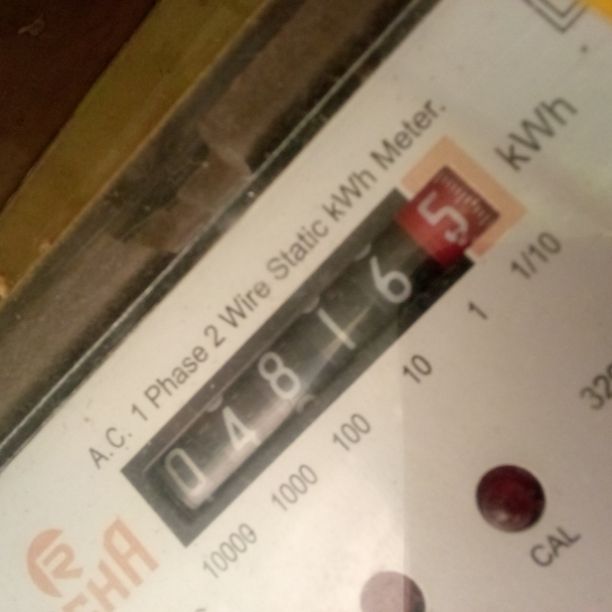 A.C. 1 Phase 2 Wire Static kWh Meter.
0 4 8 1 6 5
kWh
10000 1000 100 10 1 1/10
CAL